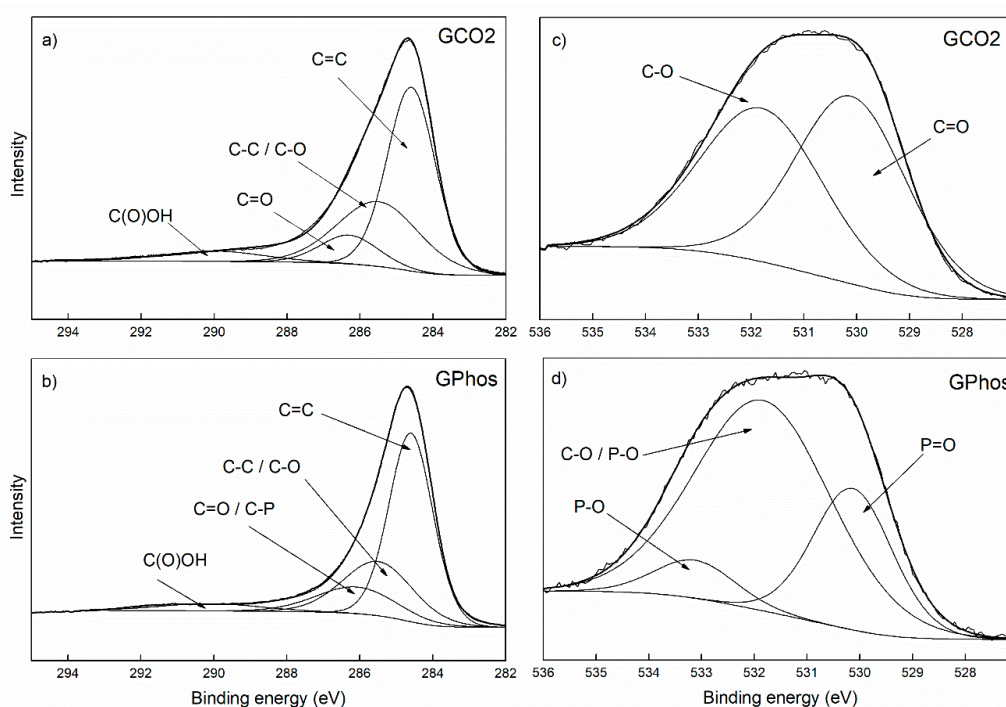 a)
GCO2
C=C
C-C / C-O
C=O
C(O)OH
Intensity
294 292 290 288 286 284 282
c)
GCO2
C-O
C=O
536 535 534 533 532 531 530 529 528
b)
GPhos
C=C
C-C / C-O
C=O / C-P
C(O)OH
Intensity
294 292 290 288 286 284 282
Binding energy (eV)
d)
GPhos
C-O / P-O
P=O
P-O
536 535 534 533 532 531 530 529 528
Binding energy (eV)